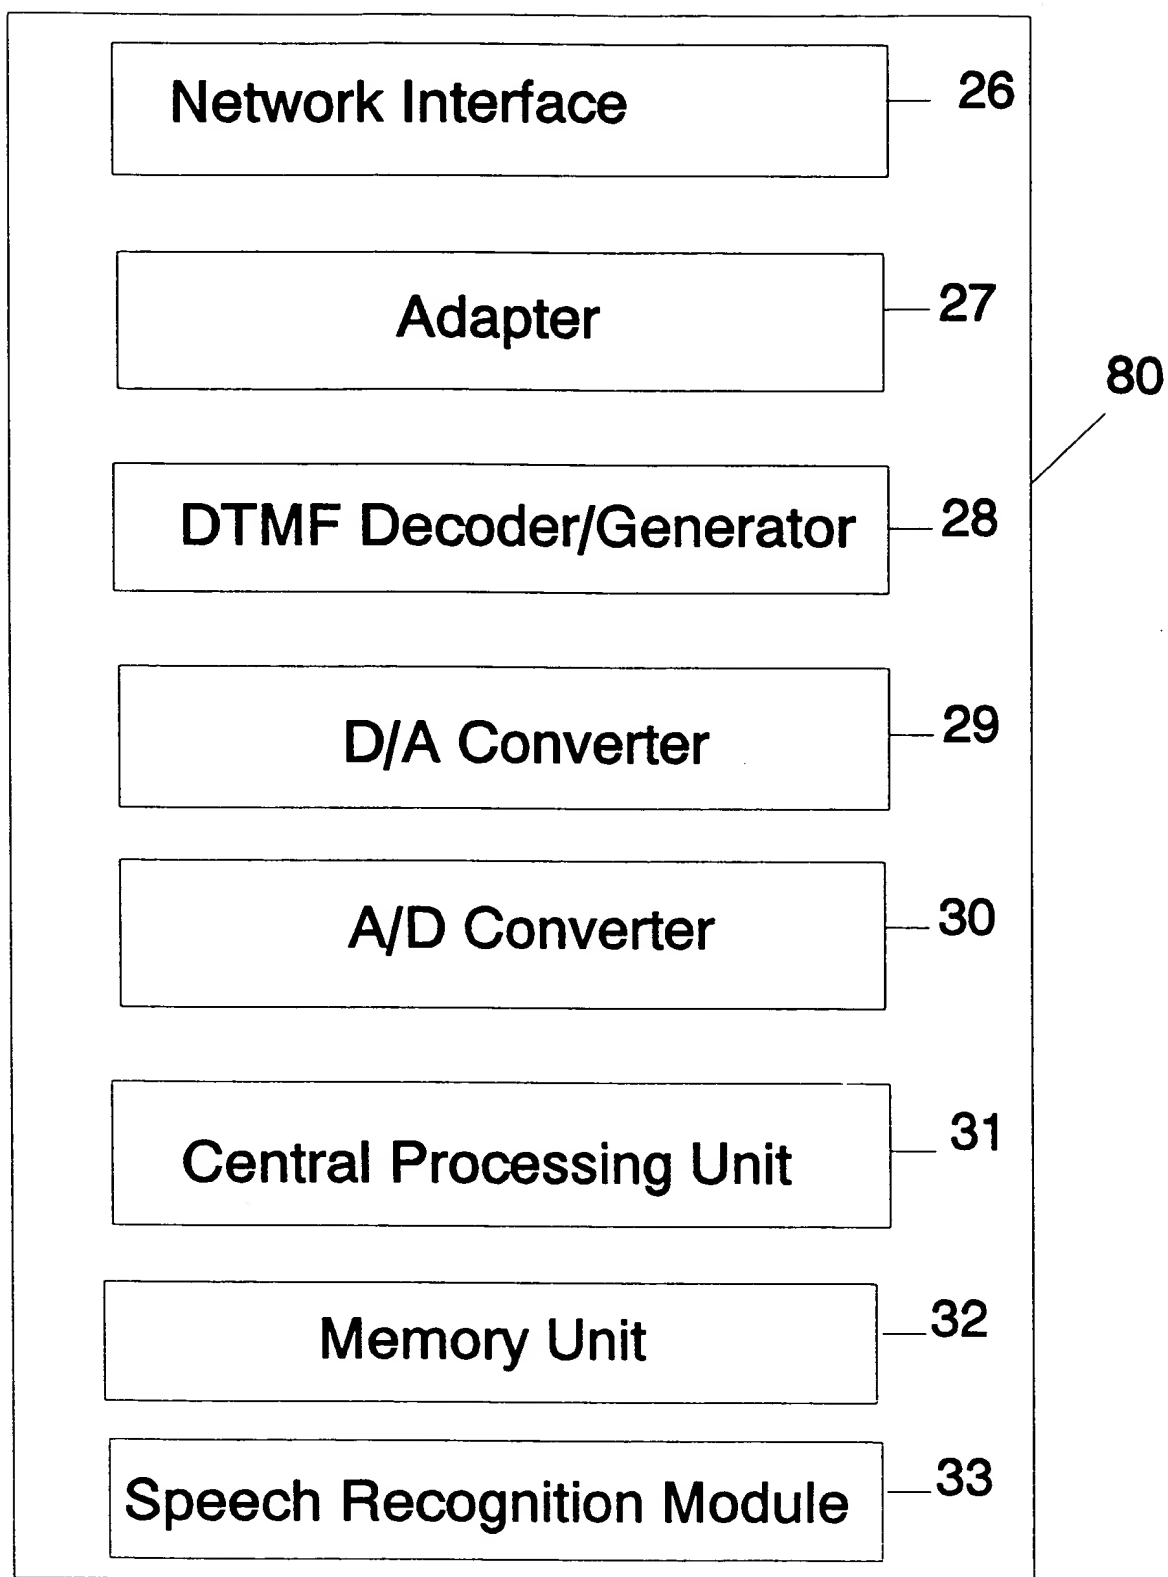 Network Interface 26
Adapter 27
80
DTMF Decoder/Generator 28
D/A Converter 29
A/D Converter 30
Central Processing Unit 31
Memory Unit 32
Speech Recognition Module 33